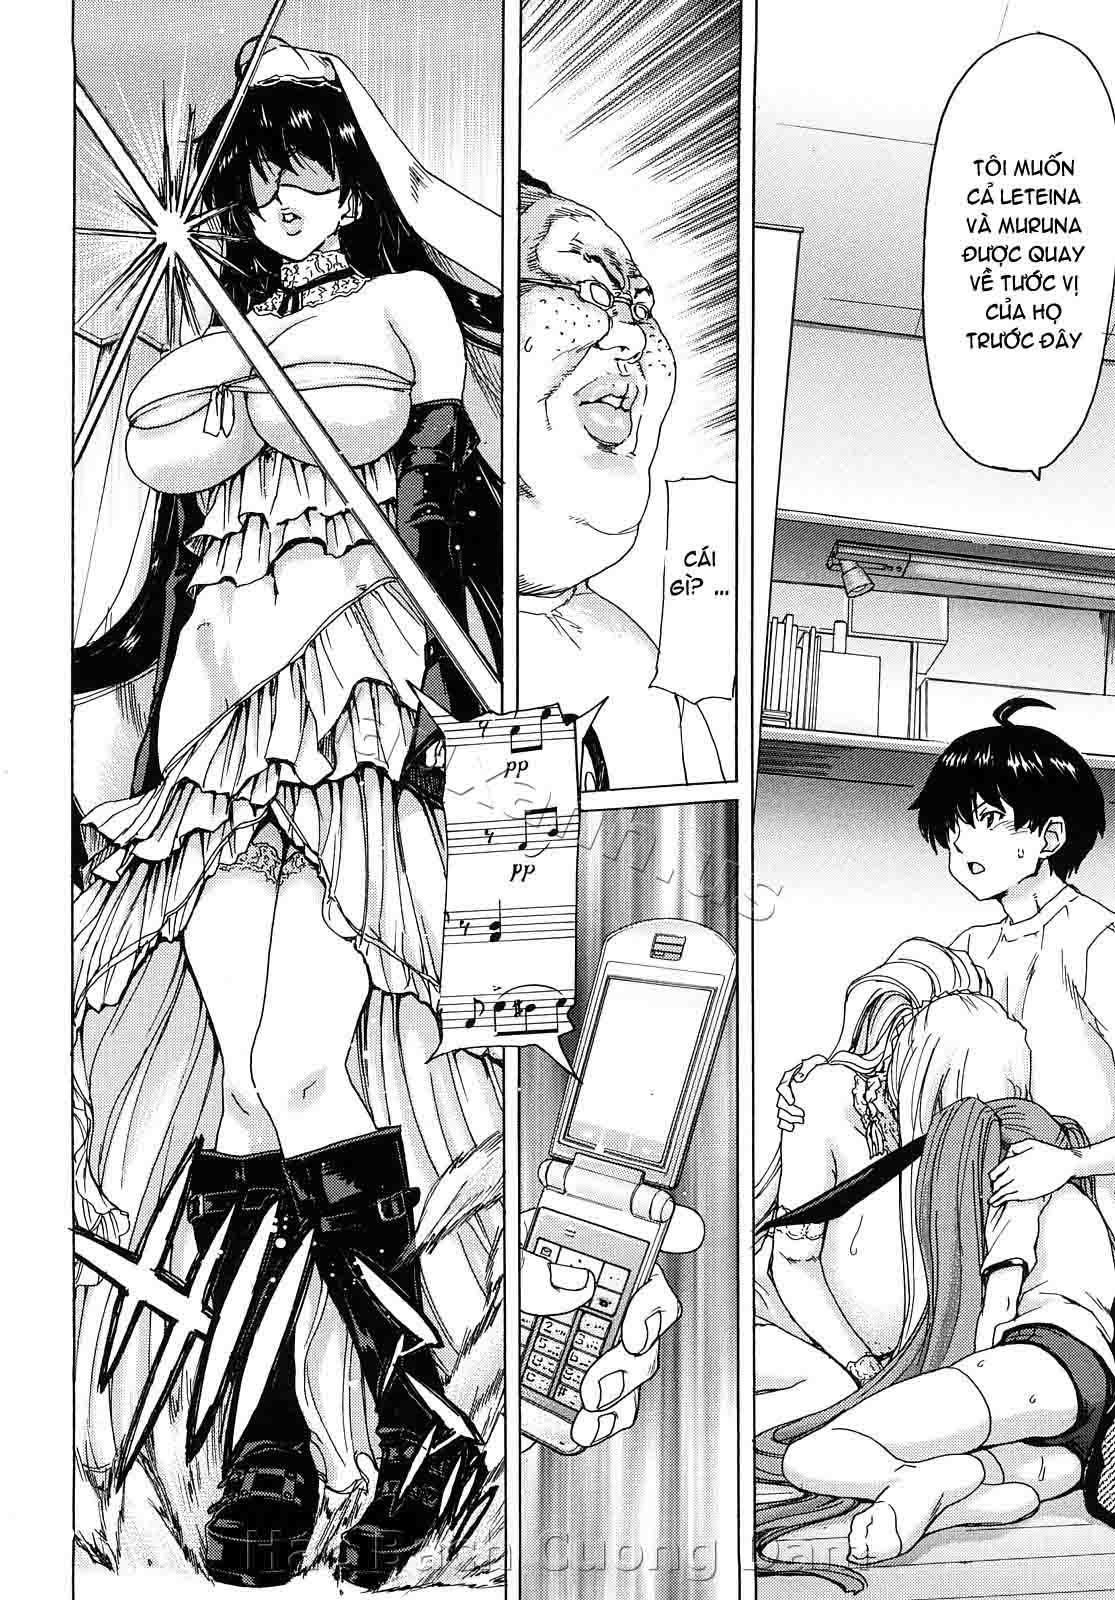 TÔI MUỐN
CẢ LETEINA
VÀ MURUNA
ĐƯỢC QUAY
VỀ TƯỚC VỊ
CỦA HỌ
TRƯỚC ĐÂY
CÁI
GÌ? ...
pp
pp